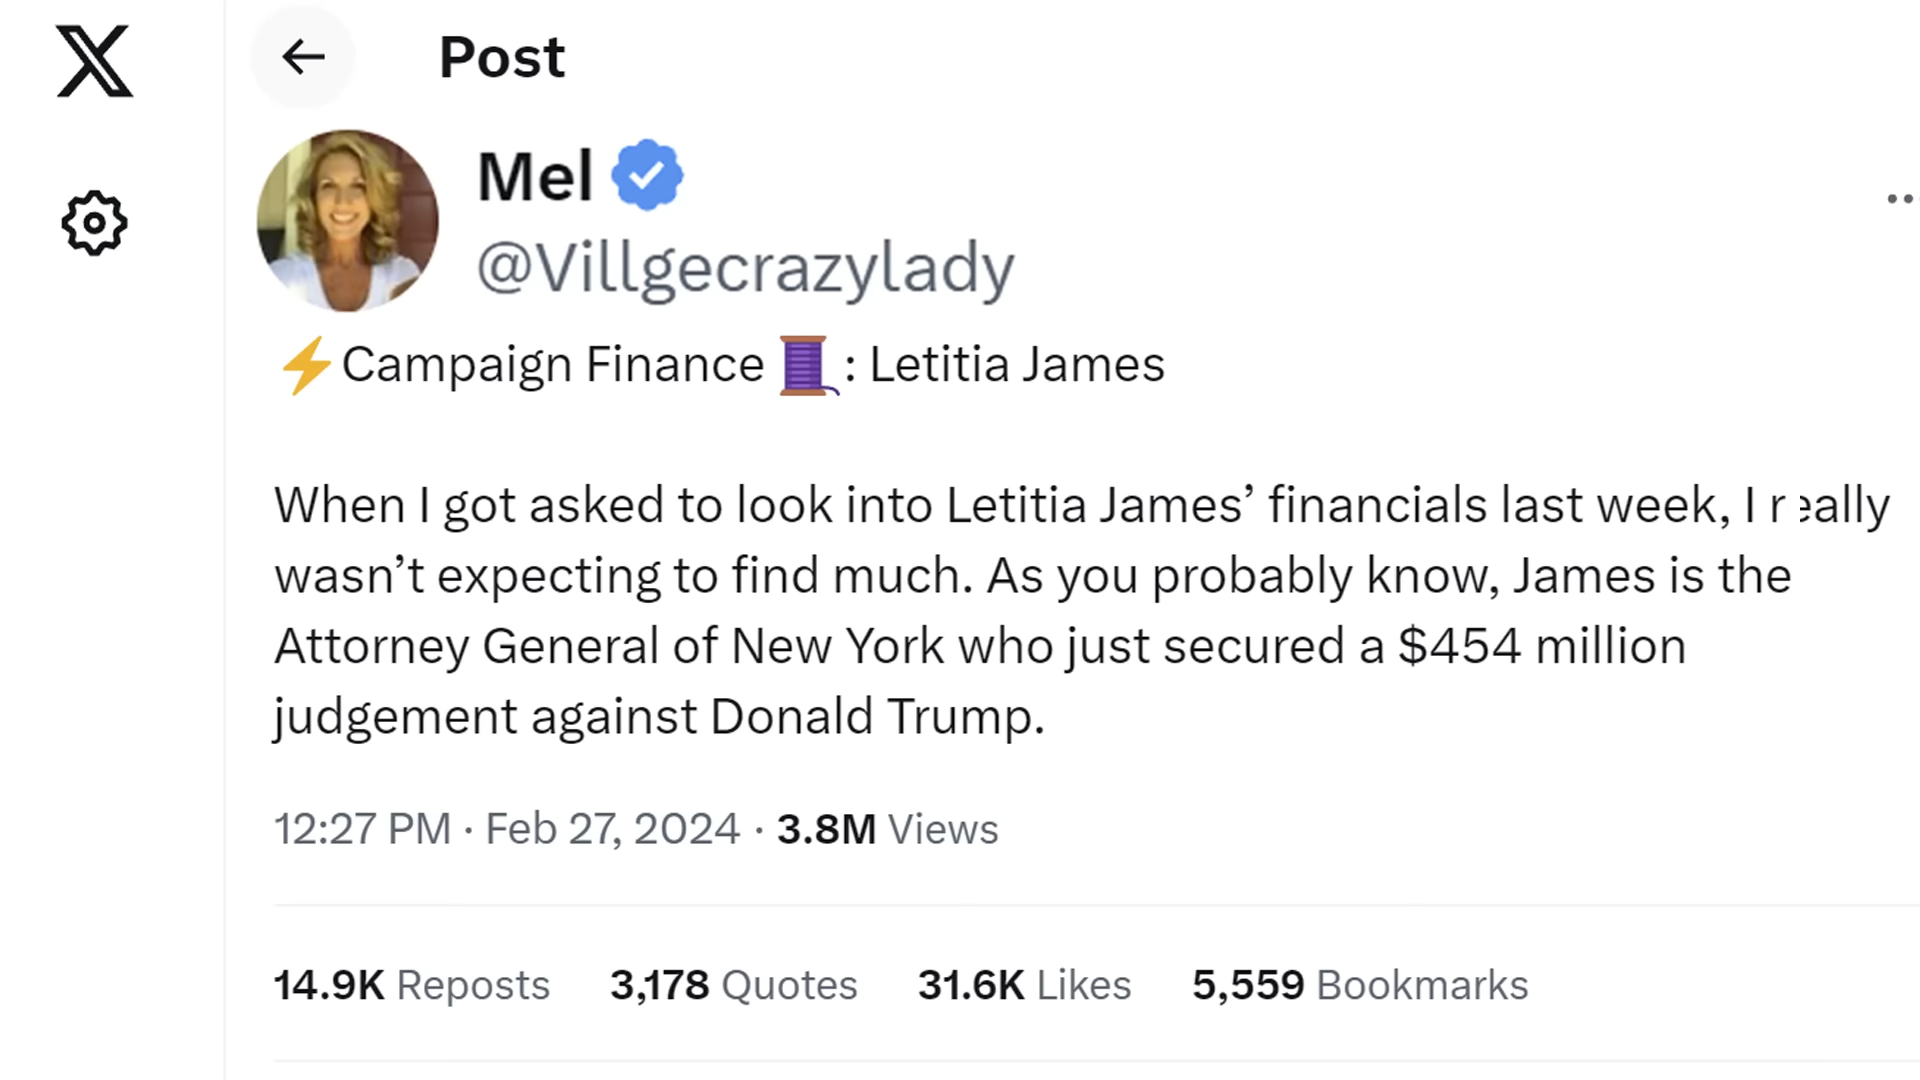 Post
Mel
@Villgecrazylady
⚡Campaign Finance 🧵: Letitia James
When I got asked to look into Letitia James’ financials last week, I really
wasn’t expecting to find much. As you probably know, James is the
Attorney General of New York who just secured a $454 million
judgement against Donald Trump.
12:27 PM · Feb 27, 2024 · 3.8M Views
14.9K Reposts 3,178 Quotes 31.6K Likes 5,559 Bookmarks